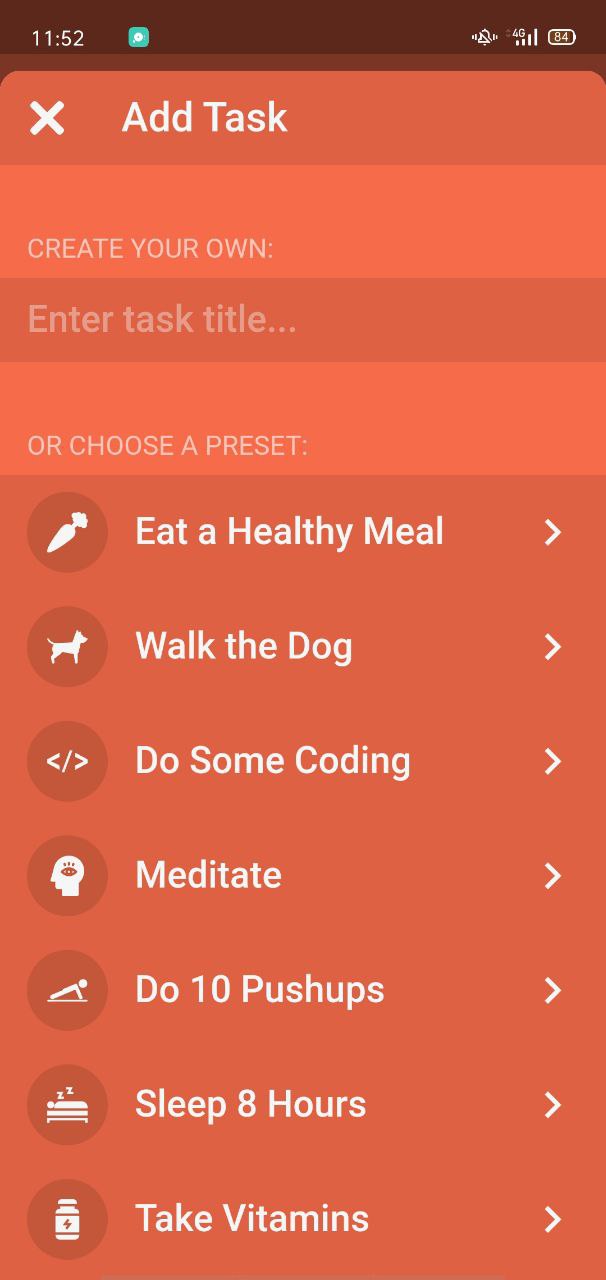 11:52
4G
84
Add Task
CREATE YOUR OWN:
Enter task title...
OR CHOOSE A PRESET:
Eat a Healthy Meal
Walk the Dog
</>
Do Some Coding
Meditate
Do 10 Pushups
z z
Sleep 8 Hours
Take Vitamins